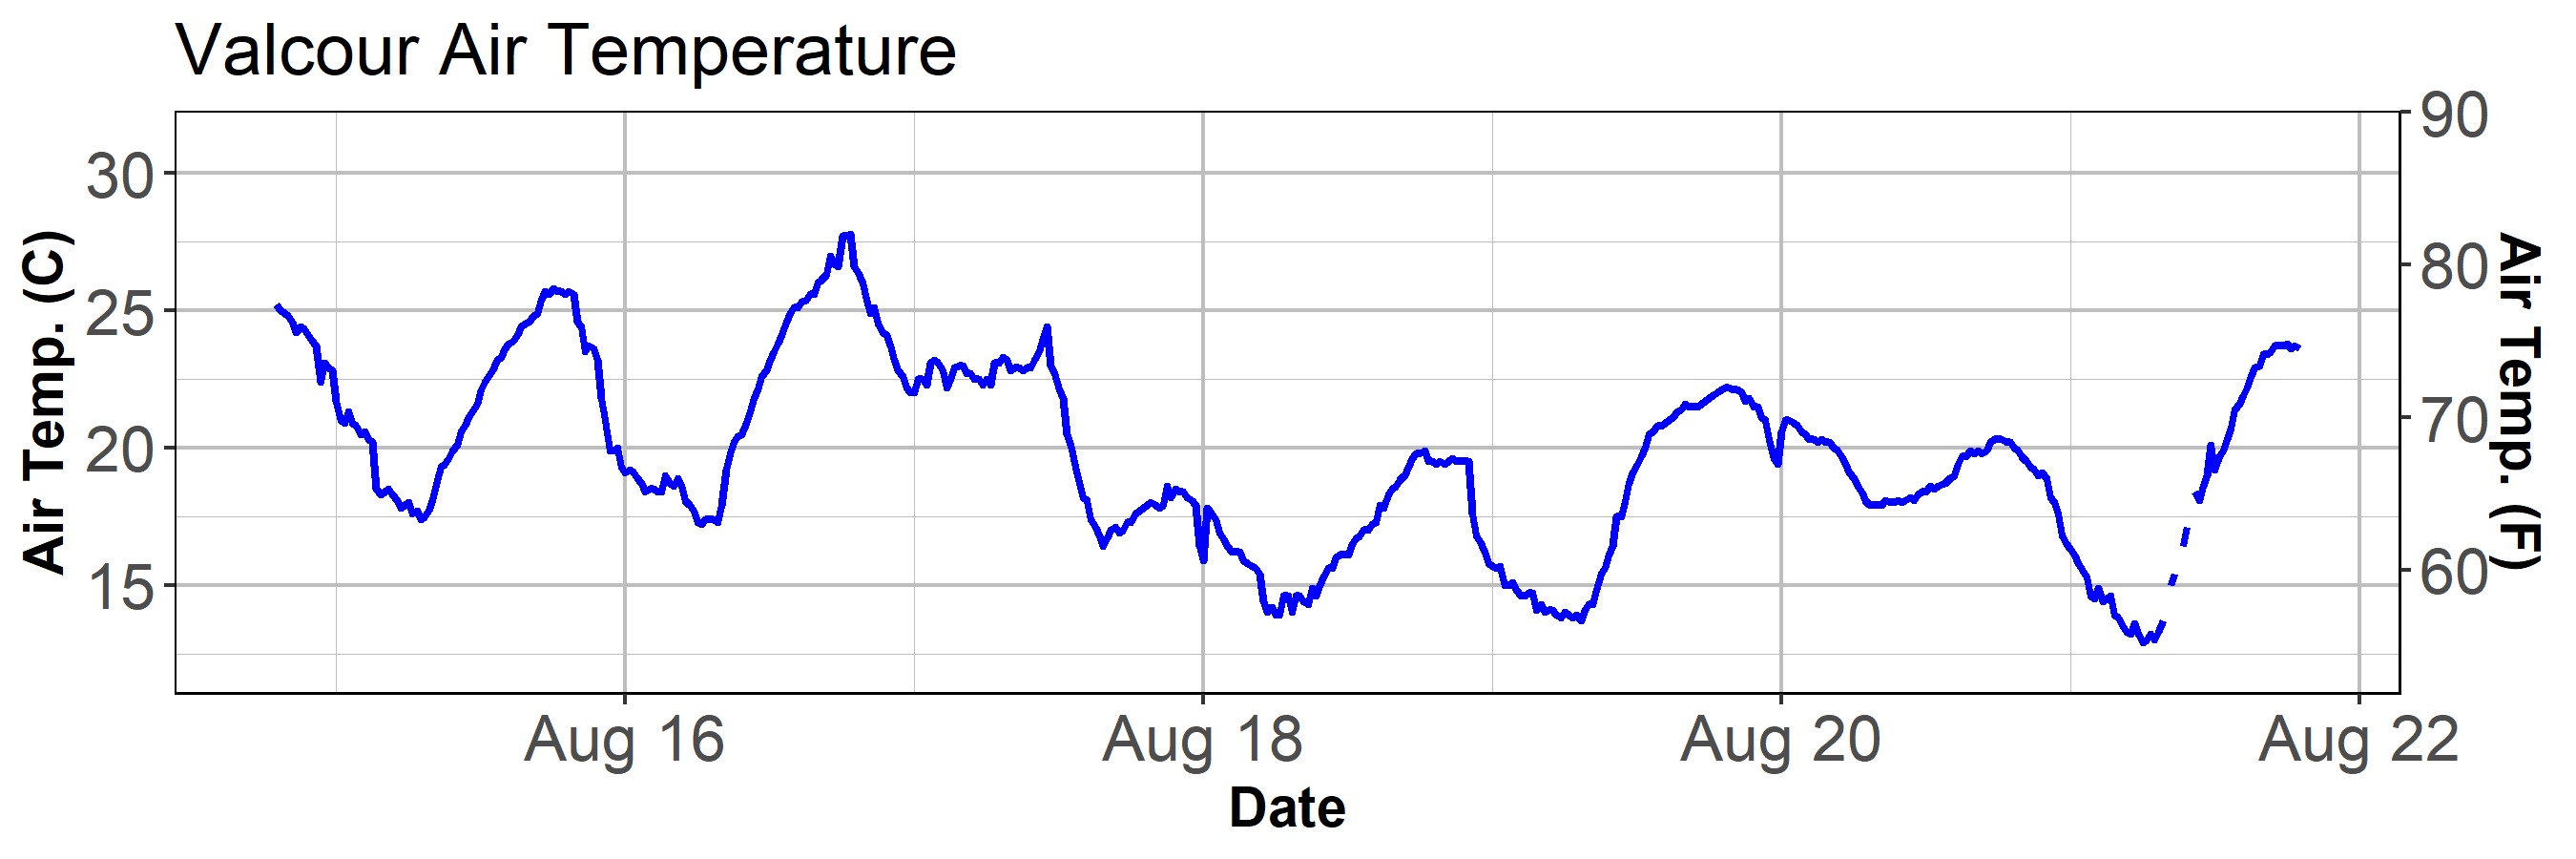 Valcour Air Temperature
Air Temp. (C)
30
25
20
15
90
80
70
60
Air Temp. (F)
Aug 16 Aug 18 Aug 20 Aug 22
Date